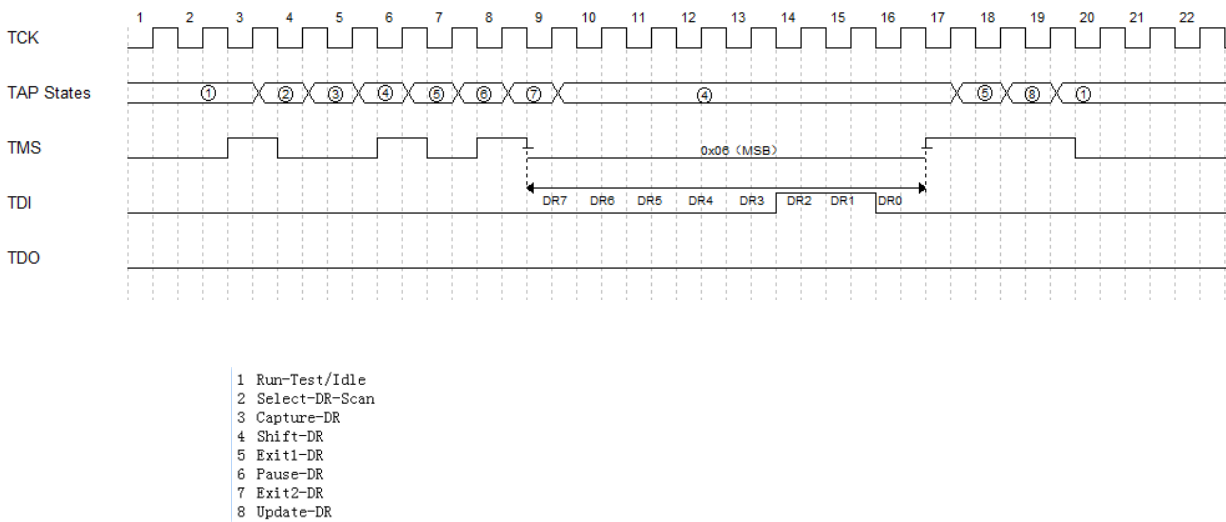 1 2 3 4 5 6 7 8 9 10 11 12 13 14 15 16 17 18 19 20 21 22
TCK
TAP States ① ② ③ ④ ⑤ ⑥ ⑦ ④ ⑤ ⑧ ①
TMS 0x06 (MSB)
TDI DR7 DR6 DR5 DR4 DR3 DR2 DR1 DR0
TDO
1 Run-Test/Idle
2 Select-DR-Scan
3 Capture-DR
4 Shift-DR
5 Exit1-DR
6 Pause-DR
7 Exit2-DR
8 Update-DR